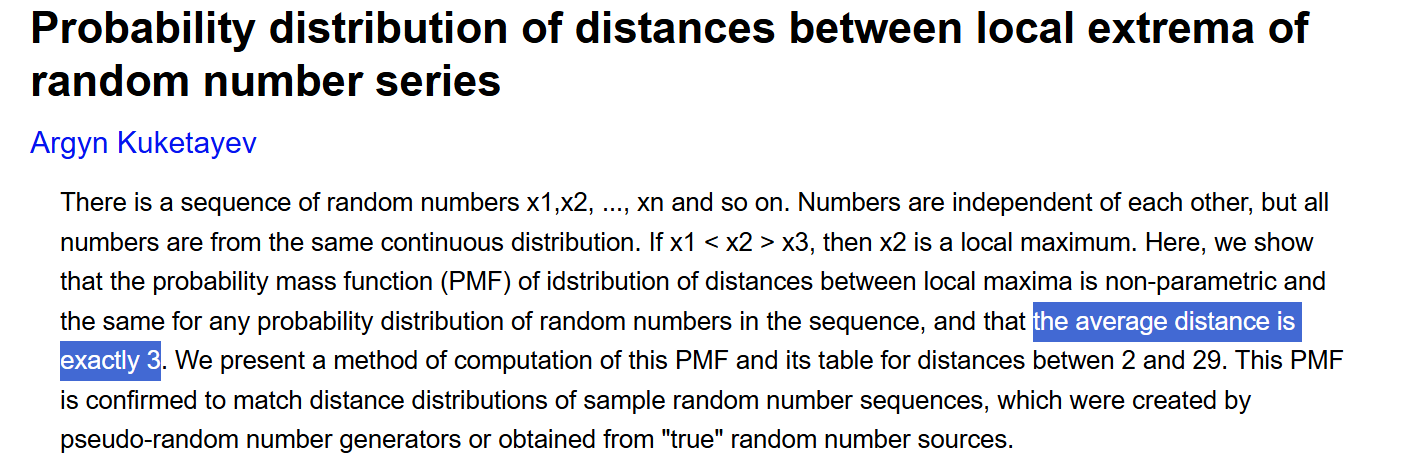 Probability distribution of distances between local extrema of
random number series
Argyn Kuketayev
There is a sequence of random numbers x1,x2, ..., xn and so on. Numbers are independent of each other, but all
numbers are from the same continuous distribution. If x1 < x2 > x3, then x2 is a local maximum. Here, we show
that the probability mass function (PMF) of idstribution of distances between local maxima is non-parametric and
the same for any probability distribution of random numbers in the sequence, and that the average distance is
exactly 3. We present a method of computation of this PMF and its table for distances betwen 2 and 29. This PMF
is confirmed to match distance distributions of sample random number sequences, which were created by
pseudo-random number generators or obtained from "true" random number sources.